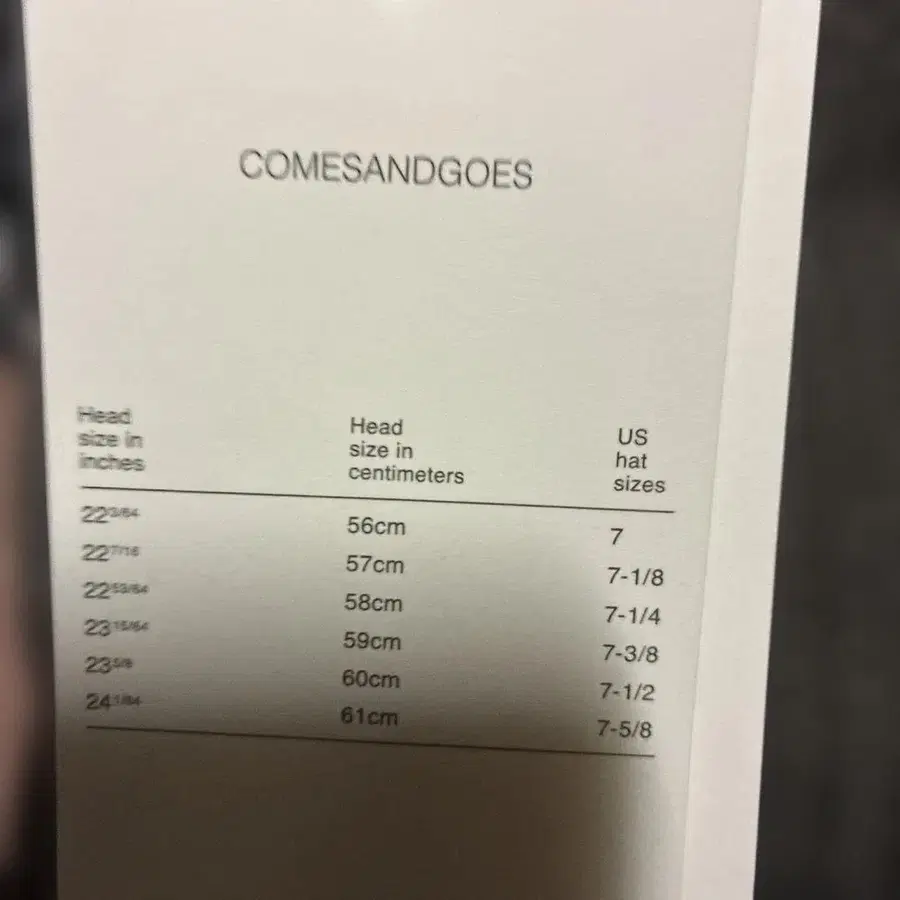 COMESANDGOES
Head size in inches Head size in centimeters US hat sizes
22 3/64 56cm 7
22 7/16 57cm 7-1/8
22 53/64 58cm 7-1/4
23 15/64 59cm 7-3/8
23 5/8 60cm 7-1/2
24 1/64 61cm 7-5/8